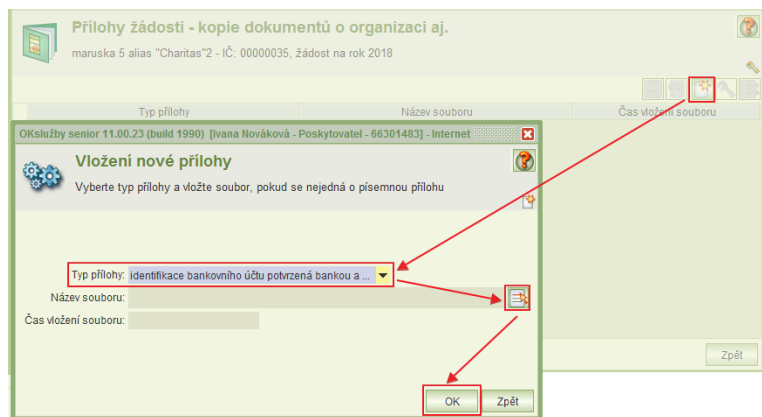 Přílohy žádosti - kopie dokumentů o organizaci aj.
maruska 5 alias "Charitas"2 - IČ: 00000035, žádost na rok 2018
Typ přílohy Název souboru Čas vložení souboru
OKslužby senior 11.00.23 (build 1990) [Ivana Nováková - Poskytovatel - 66301483] - Internet
Vložení nové přílohy
Vyberte typ přílohy a vložte soubor, pokud se nejedná o písemnou přílohu
Typ přílohy: identifikace bankovního účtu potvrzená bankou a ...
Název souboru:
Čas vložení souboru:
Zpět
OK Zpět